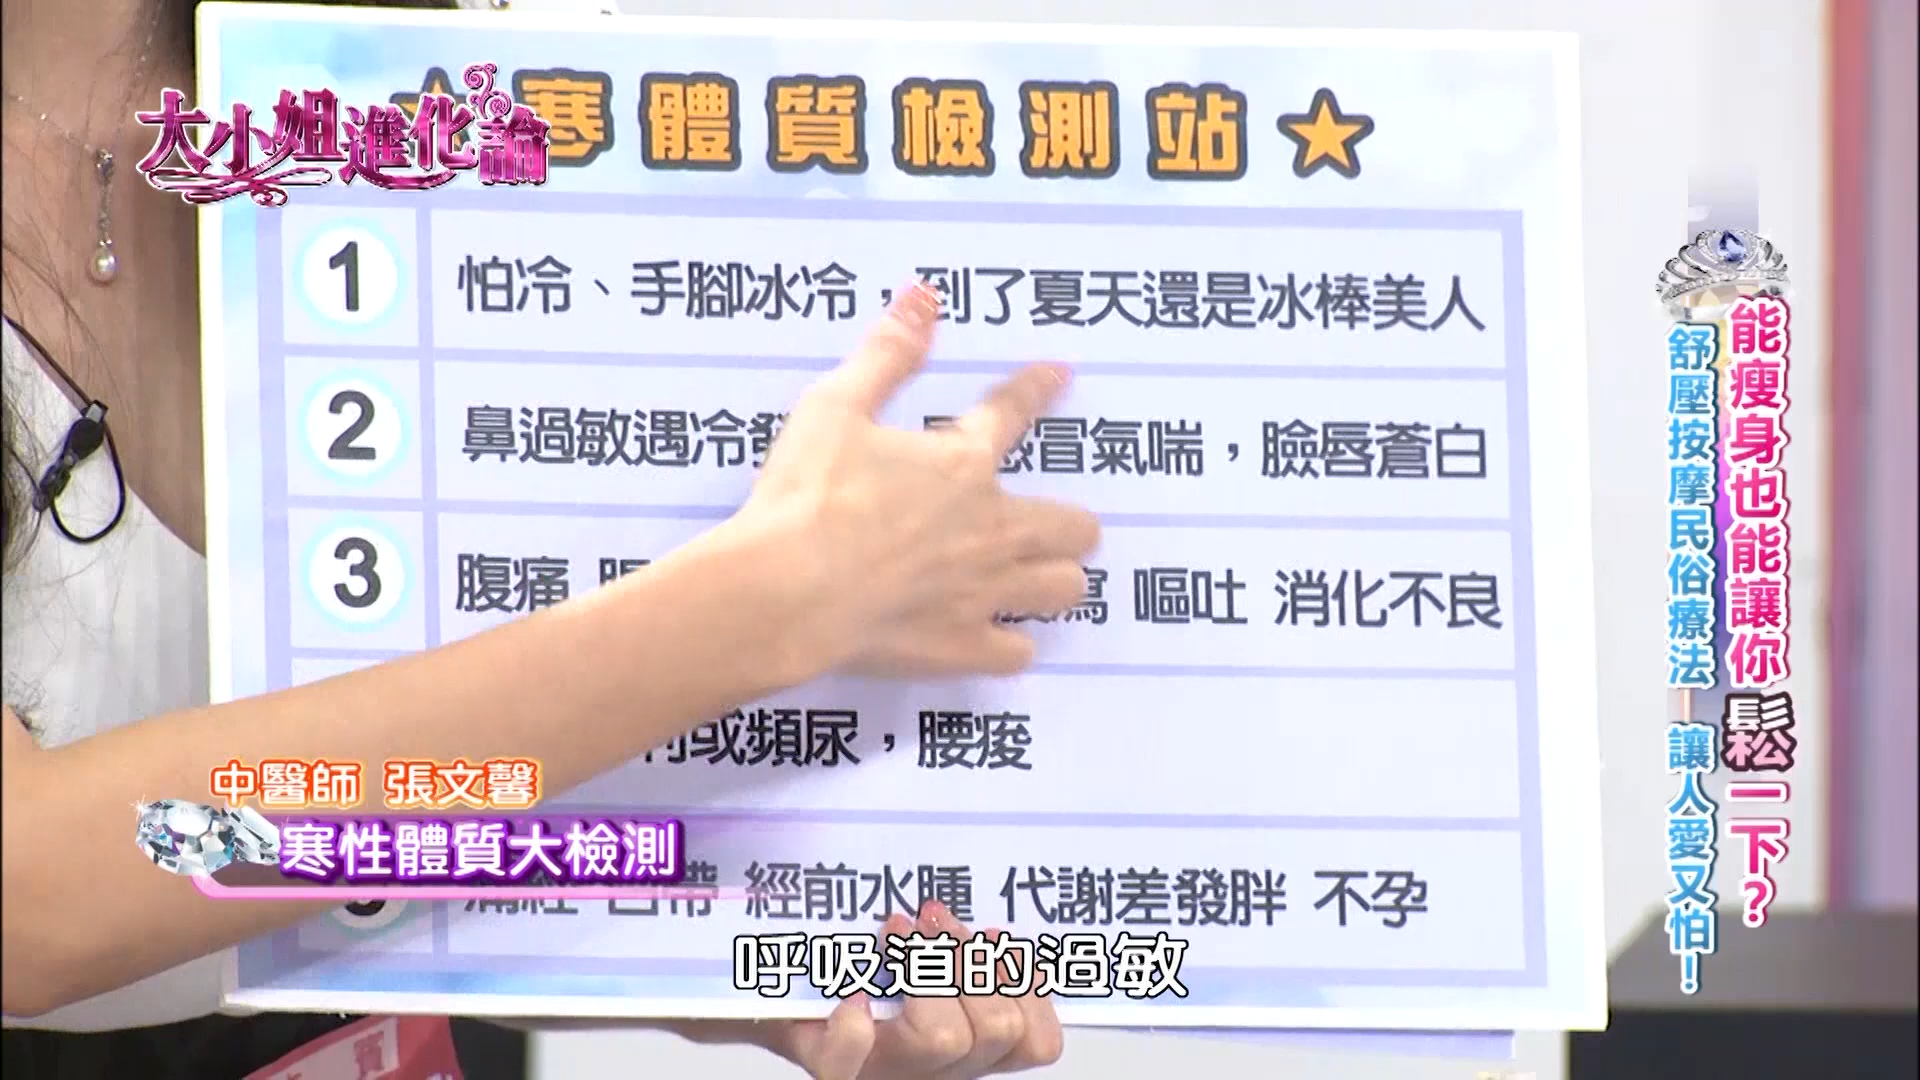 大小姐進化論
★寒體質檢測站★
1 怕冷、手腳冰冷，到了夏天還是冰棒美人
2 鼻過敏遇冷發 感冒氣喘，臉唇蒼白
3 腹痛 瀉 嘔吐 消化不良
或頻尿，腰痠
經前水腫 代謝差發胖 不孕
中醫師 張文馨
寒性體質大檢測
呼吸道的過敏
能瘦身也能讓你鬆一下？
舒壓按摩民俗療法 讓人愛又怕！
寶